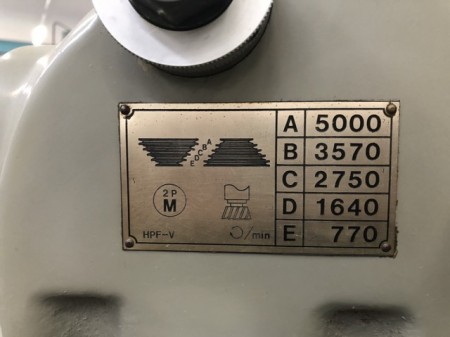 A 5000
B 3570
C 2750
D 1640
E 770
A
B
C
D
E
2P
M
HPF-V
/min